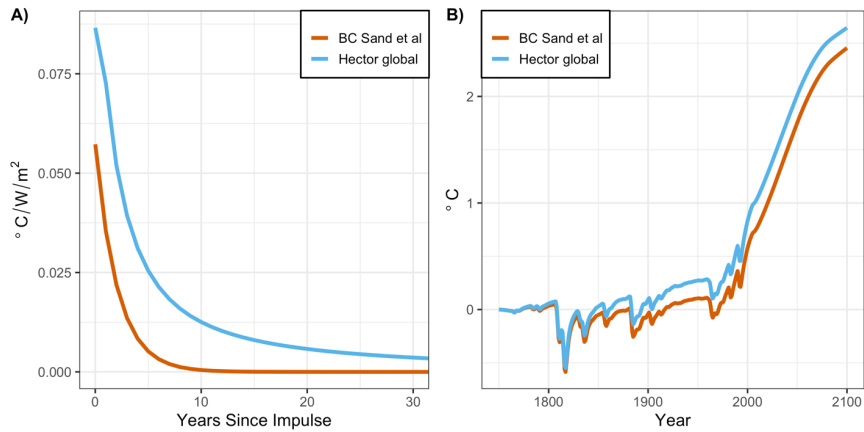 A)
BC Sand et al
Hector global
0.075
0.050
0.025
0.000
°C/W/m²
0 10 20 30
Years Since Impulse
B)
BC Sand et al
Hector global
2
1
0
°C
1800 1900 2000 2100
Year